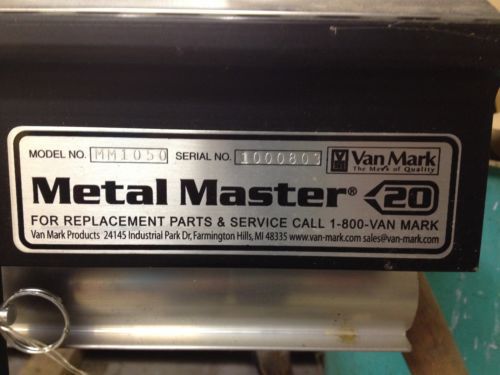 MODEL NO. MM1050 SERIAL NO. 1000803 Van Mark
The Mark of Quality
Metal Master® 20
FOR REPLACEMENT PARTS & SERVICE CALL 1-800-VAN MARK
Van Mark Products 24145 Industrial Park Dr, Farmington Hills, MI 48335 www.van-mark.com sales@van-mark.com